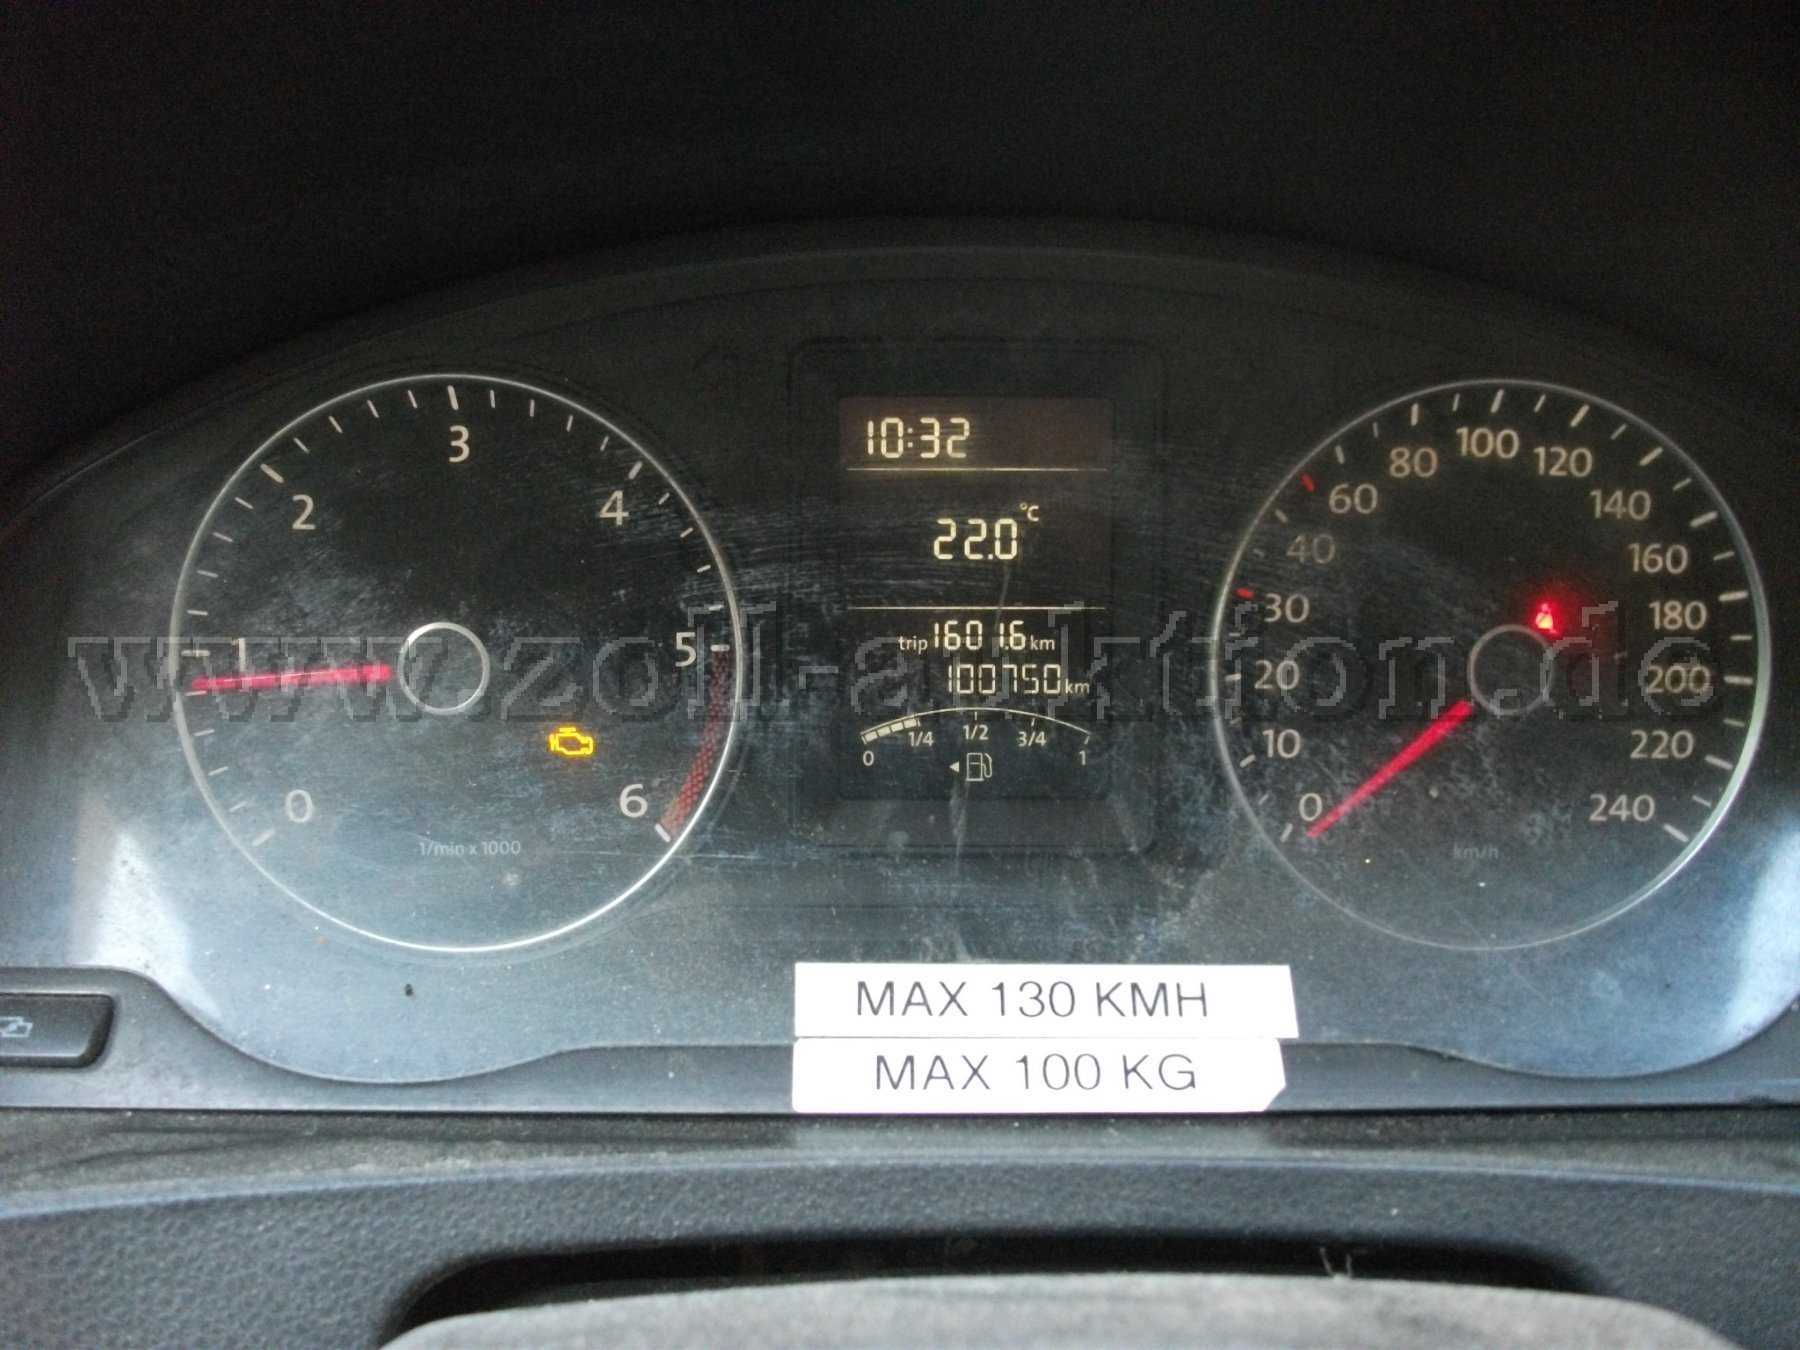 10:32
22.0 °C
trip 1601.6 km
100750 km
0 1/4 1/2 3/4 1
0 1 2 3 4 5 6
1/min x 1000
0 10 20 30 40 60 80 100 120 140 160 180 200 220 240
km/h
www.zoll-auktion.de
MAX 130 KMH
MAX 100 KG